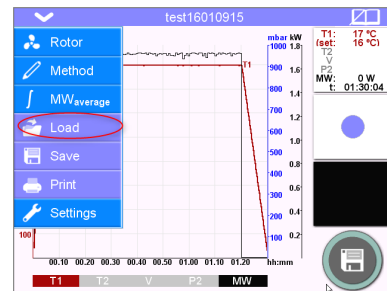 test16010915
Rotor
Method
MWaverage
Load
Save
Print
Settings
mbar kW
1000 1.8
900 1.6
800 1.4
700 1.2
600 1.0
500
400 0.8
300 0.6
200 0.4
100 0.2
T1
100
00.10 00.20 00.30 00.40 00.50 01.00 01.10 01.20 hh:mm
T1 T2 V P2 MW
T1: 17 °C
(set: 16 °C)
T2
V
P2
MW: 0 W
t: 01:30:04